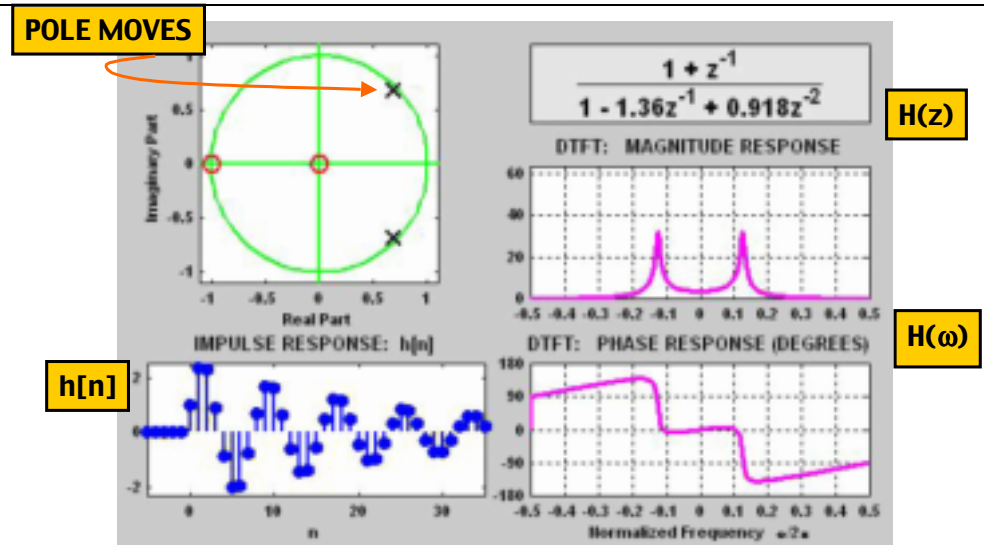 POLE MOVES
1
0.5
0
-0.5
-1
Imaginary Part
-1 -0.5 0 0.5 1
Real Part
1 + z^-1
1 - 1.36z^-1 + 0.918z^-2
H(z)
DTFT: MAGNITUDE RESPONSE
60
40
20
0
-0.5 -0.4 -0.3 -0.2 -0.1 0 0.1 0.2 0.3 0.4 0.5
IMPULSE RESPONSE: h[n]
h[n]
2
0
-2
0 10 20 30
n
DTFT: PHASE RESPONSE (DEGREES)
H(ω)
180
90
0
-90
-180
-0.5 -0.4 -0.3 -0.2 -0.1 0 0.1 0.2 0.3 0.4 0.5
Normalized Frequency